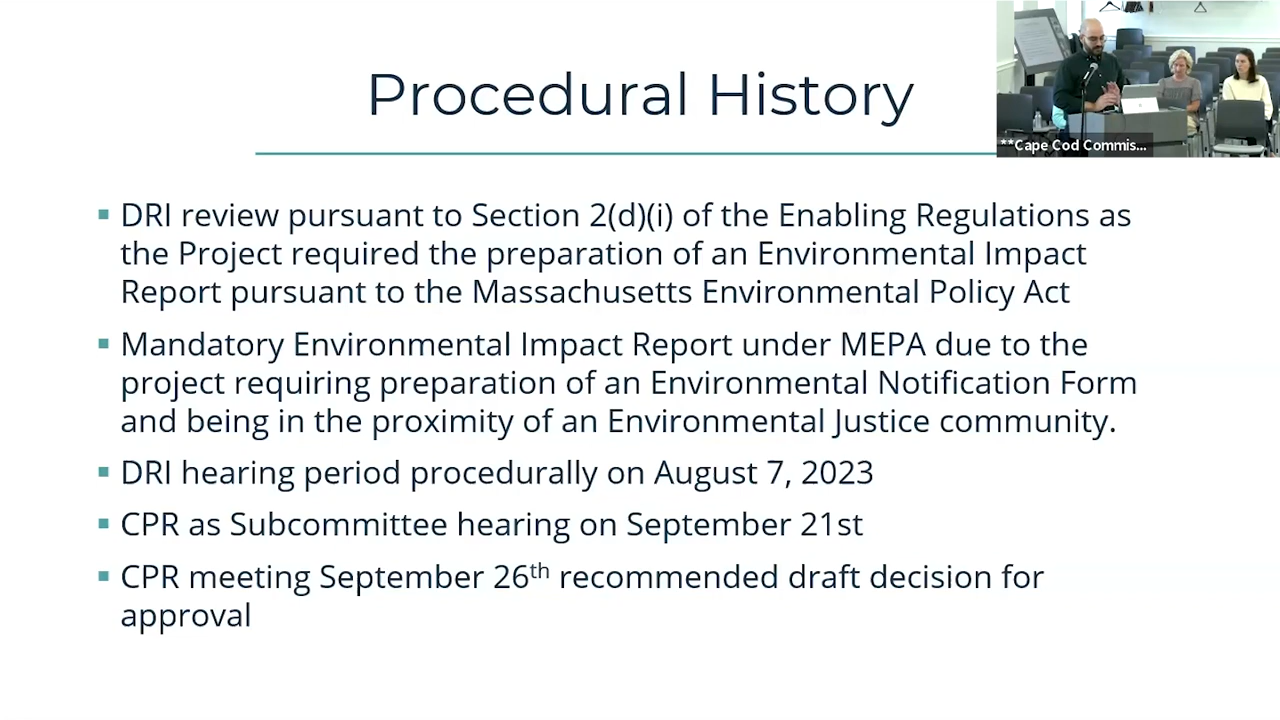 Procedural History
**Cape Cod Commis...
DRI review pursuant to Section 2(d)(i) of the Enabling Regulations as
the Project required the preparation of an Environmental Impact
Report pursuant to the Massachusetts Environmental Policy Act
Mandatory Environmental Impact Report under MEPA due to the
project requiring preparation of an Environmental Notification Form
and being in the proximity of an Environmental Justice community.
DRI hearing period procedurally on August 7, 2023
CPR as Subcommittee hearing on September 21st
CPR meeting September 26th recommended draft decision for
approval